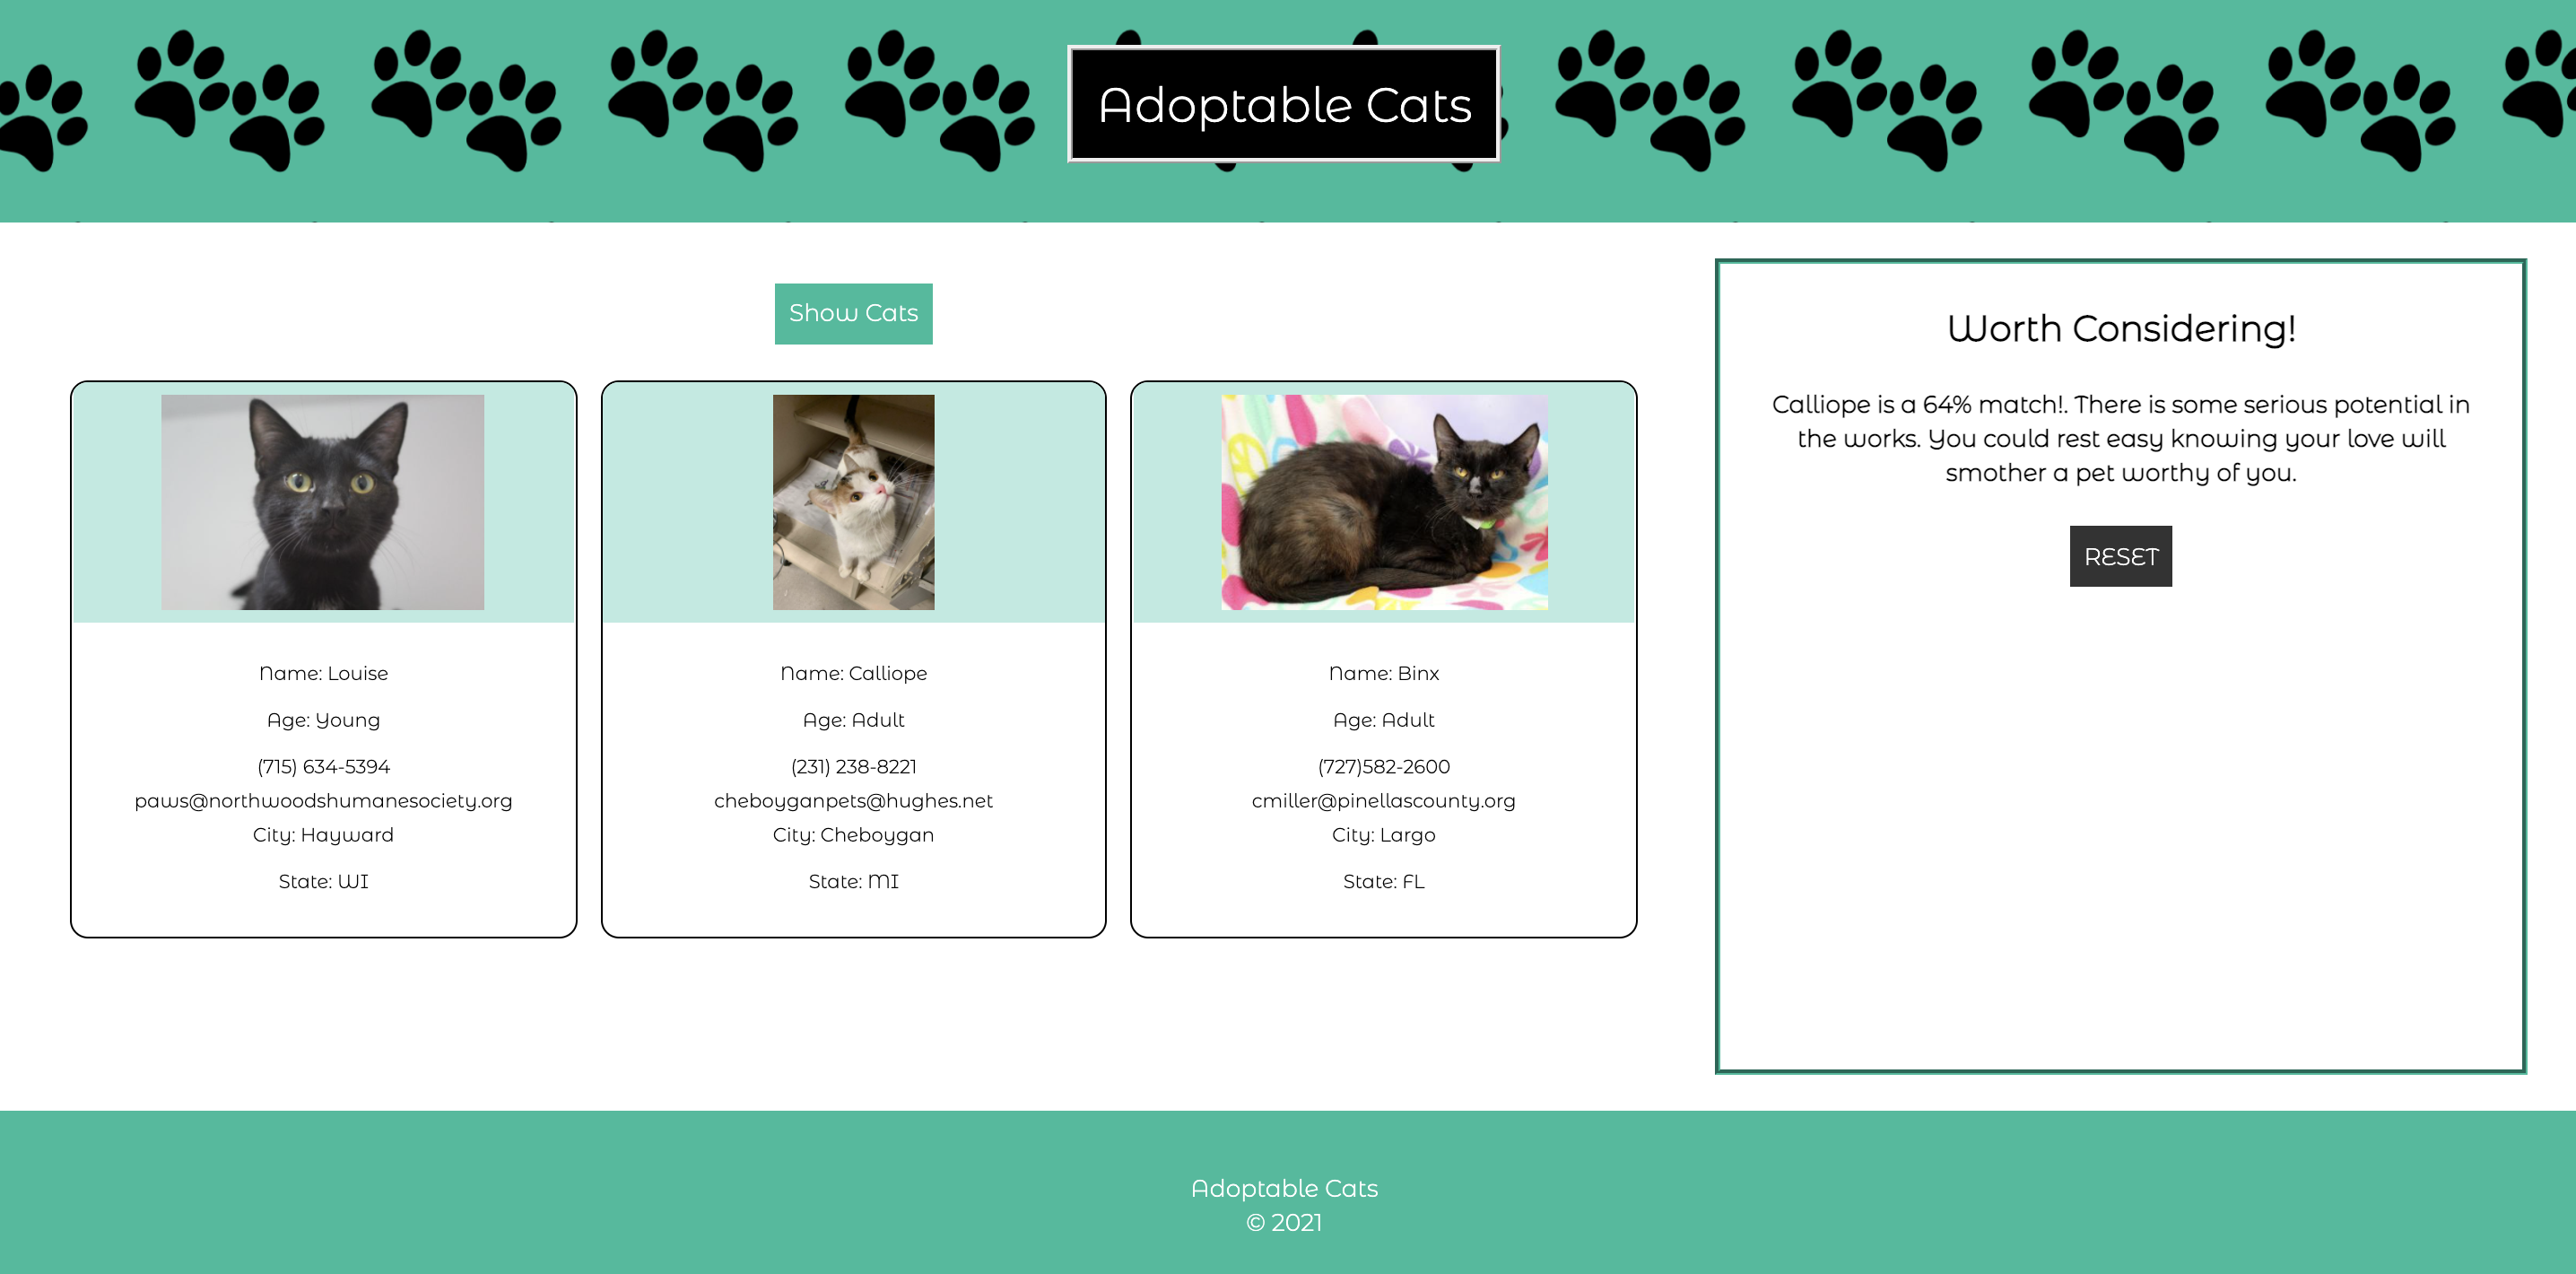 Adoptable Cats
Show Cats
Name: Louise
Age: Young
(715) 634-5394
paws@northwoodshumanesociety.org
City: Hayward
State: WI
Name: Calliope
Age: Adult
(231) 238-8221
cheboyganpets@hughes.net
City: Cheboygan
State: MI
Name: Binx
Age: Adult
(727)582-2600
cmiller@pinellascounty.org
City: Largo
State: FL
Worth Considering!
Calliope is a 64% match!. There is some serious potential in
the works. You could rest easy knowing your love will
smother a pet worthy of you.
RESET
Adoptable Cats
© 2021